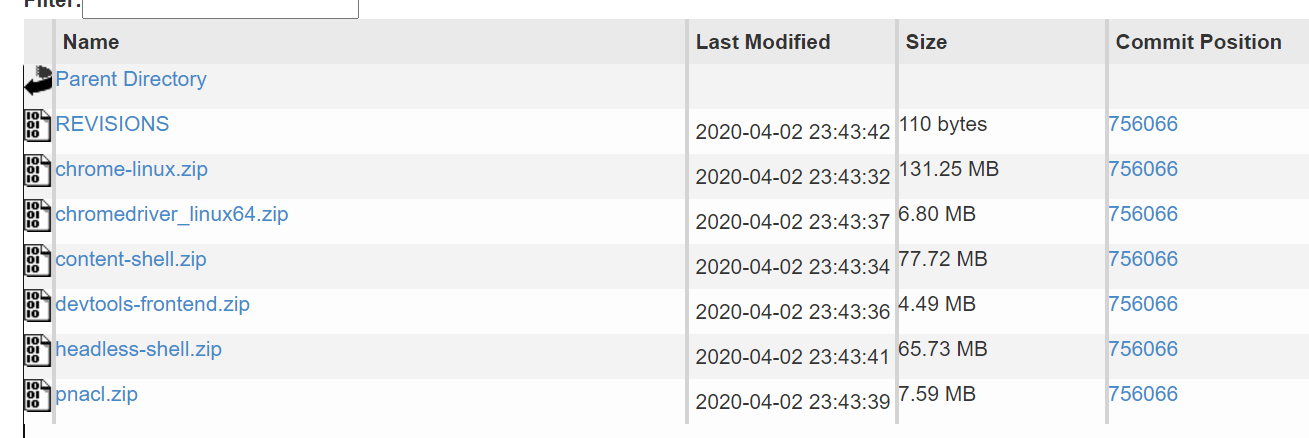 Filter:
Name Last Modified Size Commit Position
Parent Directory
REVISIONS 2020-04-02 23:43:42 110 bytes 756066
chrome-linux.zip 2020-04-02 23:43:32 131.25 MB 756066
chromedriver_linux64.zip 2020-04-02 23:43:37 6.80 MB 756066
content-shell.zip 2020-04-02 23:43:34 77.72 MB 756066
devtools-frontend.zip 2020-04-02 23:43:36 4.49 MB 756066
headless-shell.zip 2020-04-02 23:43:41 65.73 MB 756066
pnacl.zip 2020-04-02 23:43:39 7.59 MB 756066